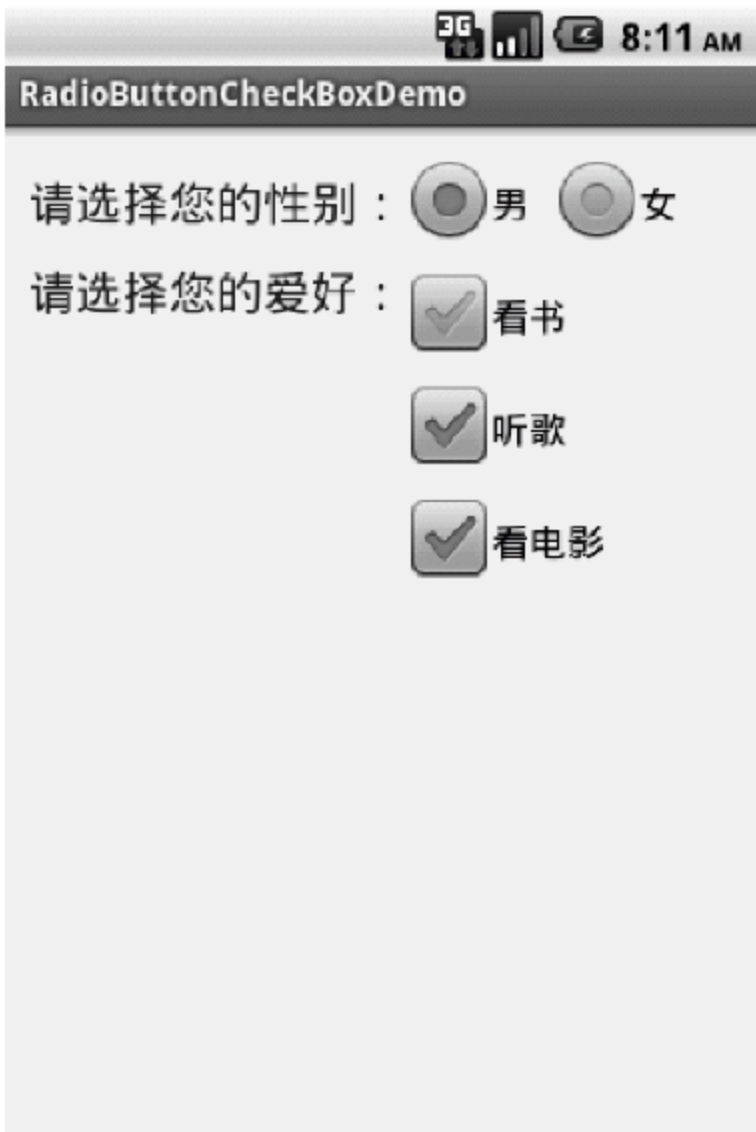 3G 8:11 AM
RadioButtonCheckBoxDemo
请选择您的性别： 男 女
请选择您的爱好： 看书
听歌
看电影